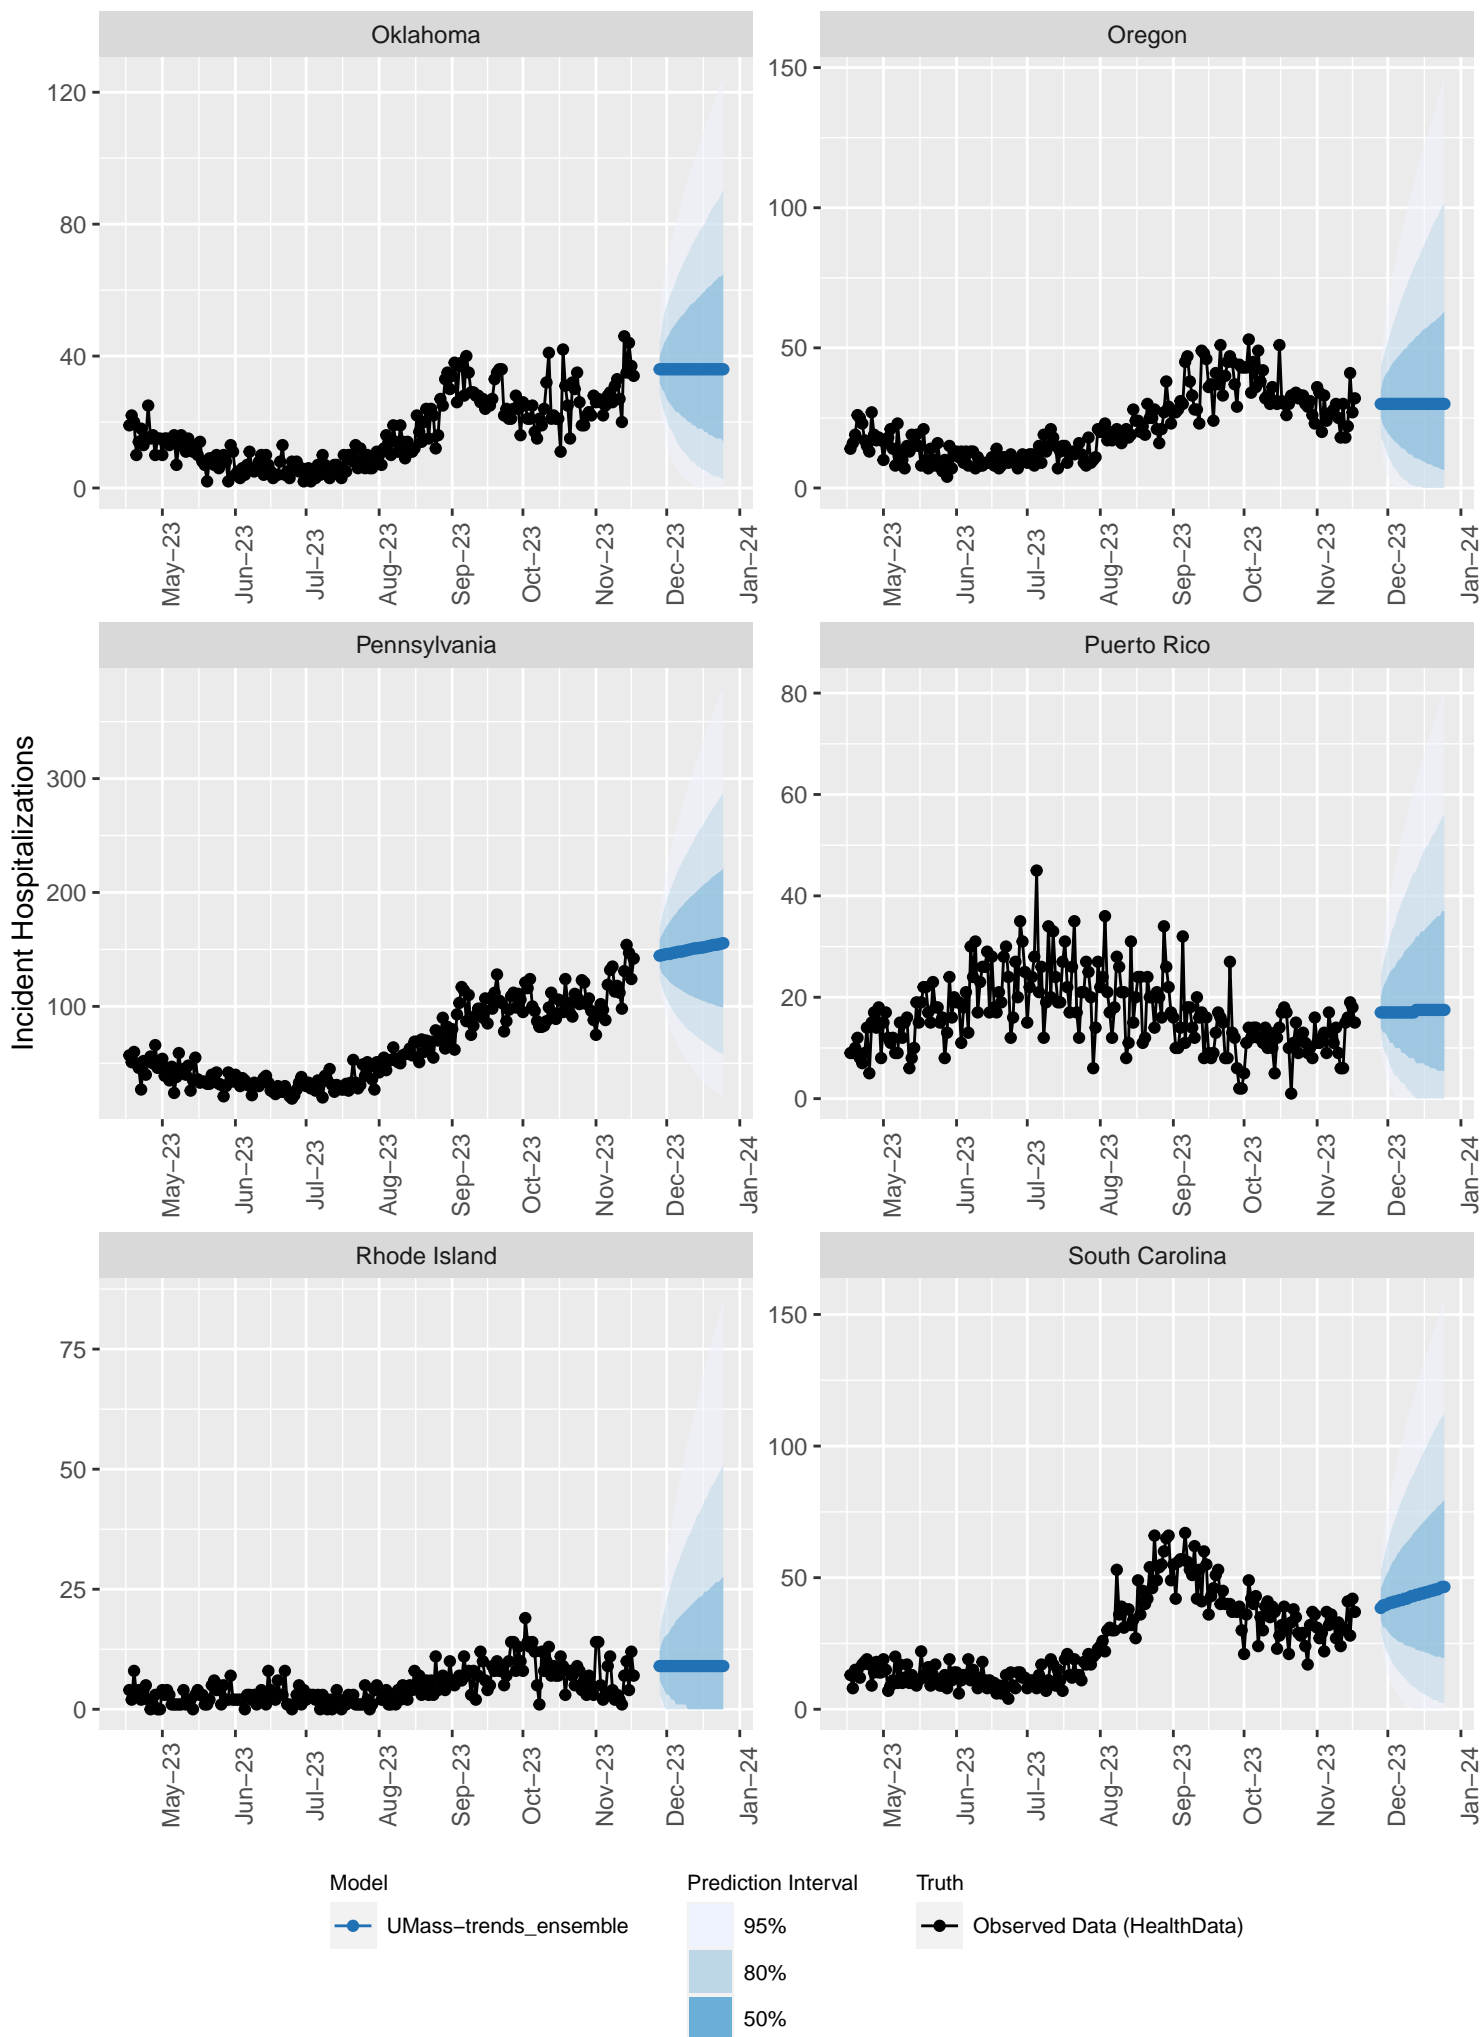 Oklahoma
Oregon
120
80
40
0
150
100
50
0
May−23
Jun−23
Jul−23
Aug−23
Sep−23
Oct−23
Nov−23
Dec−23
Jan−24
May−23
Jun−23
Jul−23
Aug−23
Sep−23
Oct−23
Nov−23
Dec−23
Jan−24
Incident Hospitalizations
Pennsylvania
Puerto Rico
300
200
100
80
60
40
20
0
May−23
Jun−23
Jul−23
Aug−23
Sep−23
Oct−23
Nov−23
Dec−23
Jan−24
May−23
Jun−23
Jul−23
Aug−23
Sep−23
Oct−23
Nov−23
Dec−23
Jan−24
Rhode Island
South Carolina
75
50
25
0
150
100
50
0
May−23
Jun−23
Jul−23
Aug−23
Sep−23
Oct−23
Nov−23
Dec−23
Jan−24
May−23
Jun−23
Jul−23
Aug−23
Sep−23
Oct−23
Nov−23
Dec−23
Jan−24
Model
UMass−trends_ensemble
Prediction Interval
95%
80%
50%
Truth
Observed Data (HealthData)